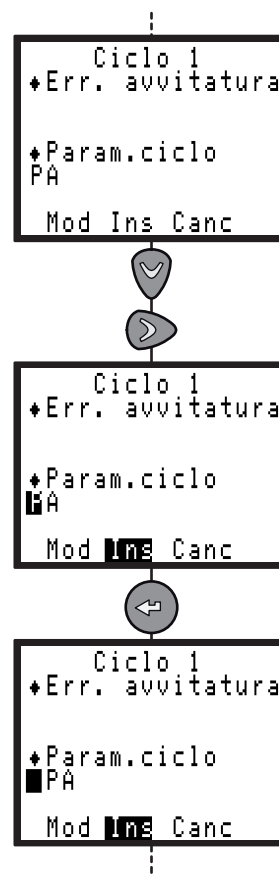 Ciclo 1
♦Err. avvitatura
♦Param.ciclo
PA
Mod Ins Canc
Ciclo 1
♦Err. avvitatura
♦Param.ciclo
PA
Mod Ins Canc
Ciclo 1
♦Err. avvitatura
♦Param.ciclo
PA
Mod Ins Canc